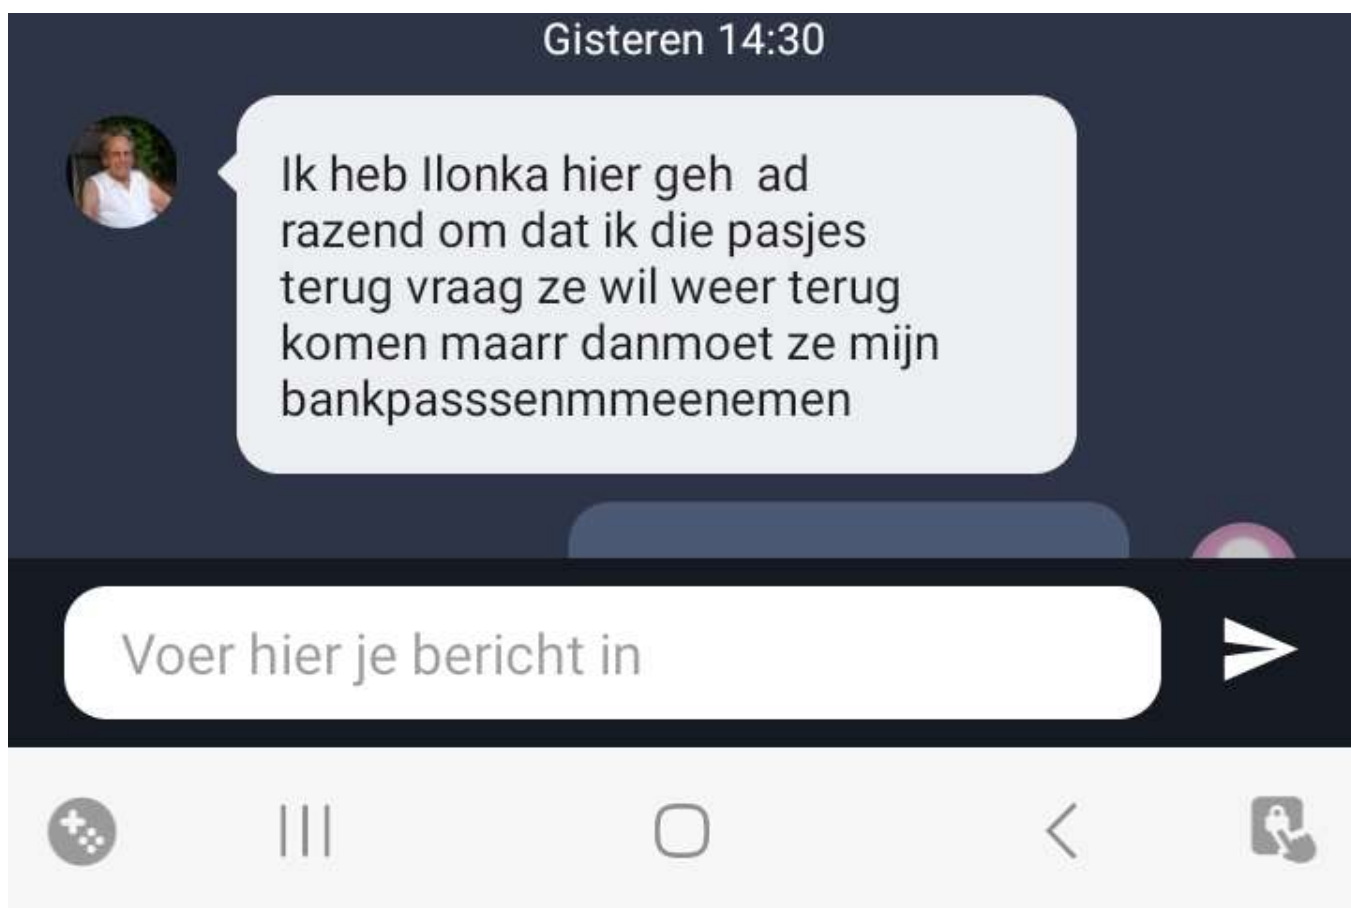 Gisteren 14:30
Ik heb Ilonka hier geh  ad
razend om dat ik die pasjes
terug vraag ze wil weer terug
komen maarr danmoet ze mijn
bankpasssenmmeenemen
Voer hier je bericht in